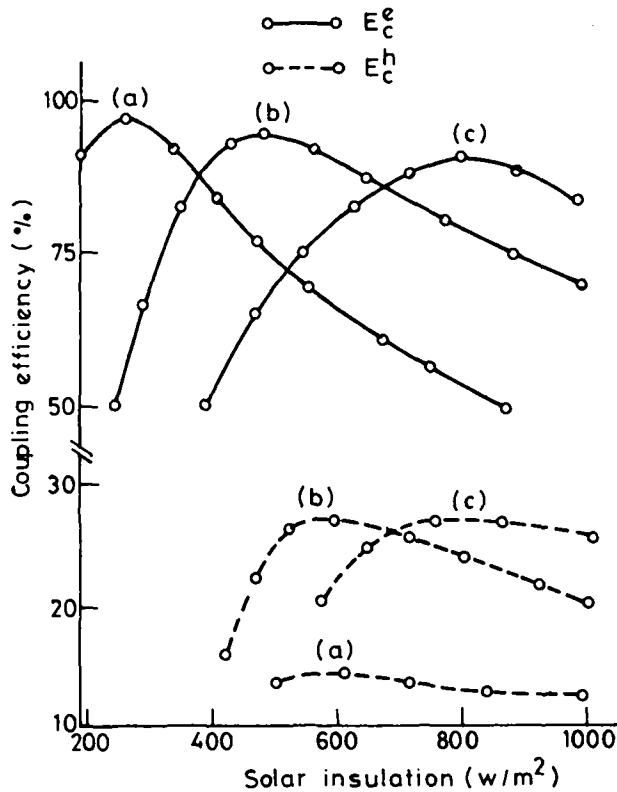 E_c^e
E_c^h
100
75
50
30
20
10
(a)
(b)
(c)
(b)
(c)
(a)
Coupling efficiency (%)
200 400 600 800 1000
Solar insulation (w/m²)